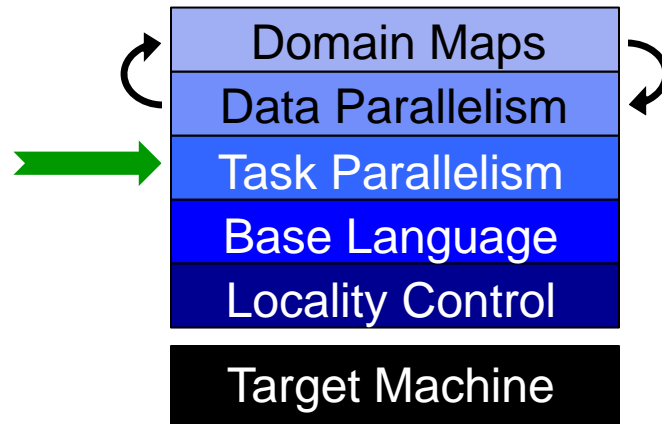 Domain Maps
Data Parallelism
Task Parallelism
Base Language
Locality Control
Target Machine